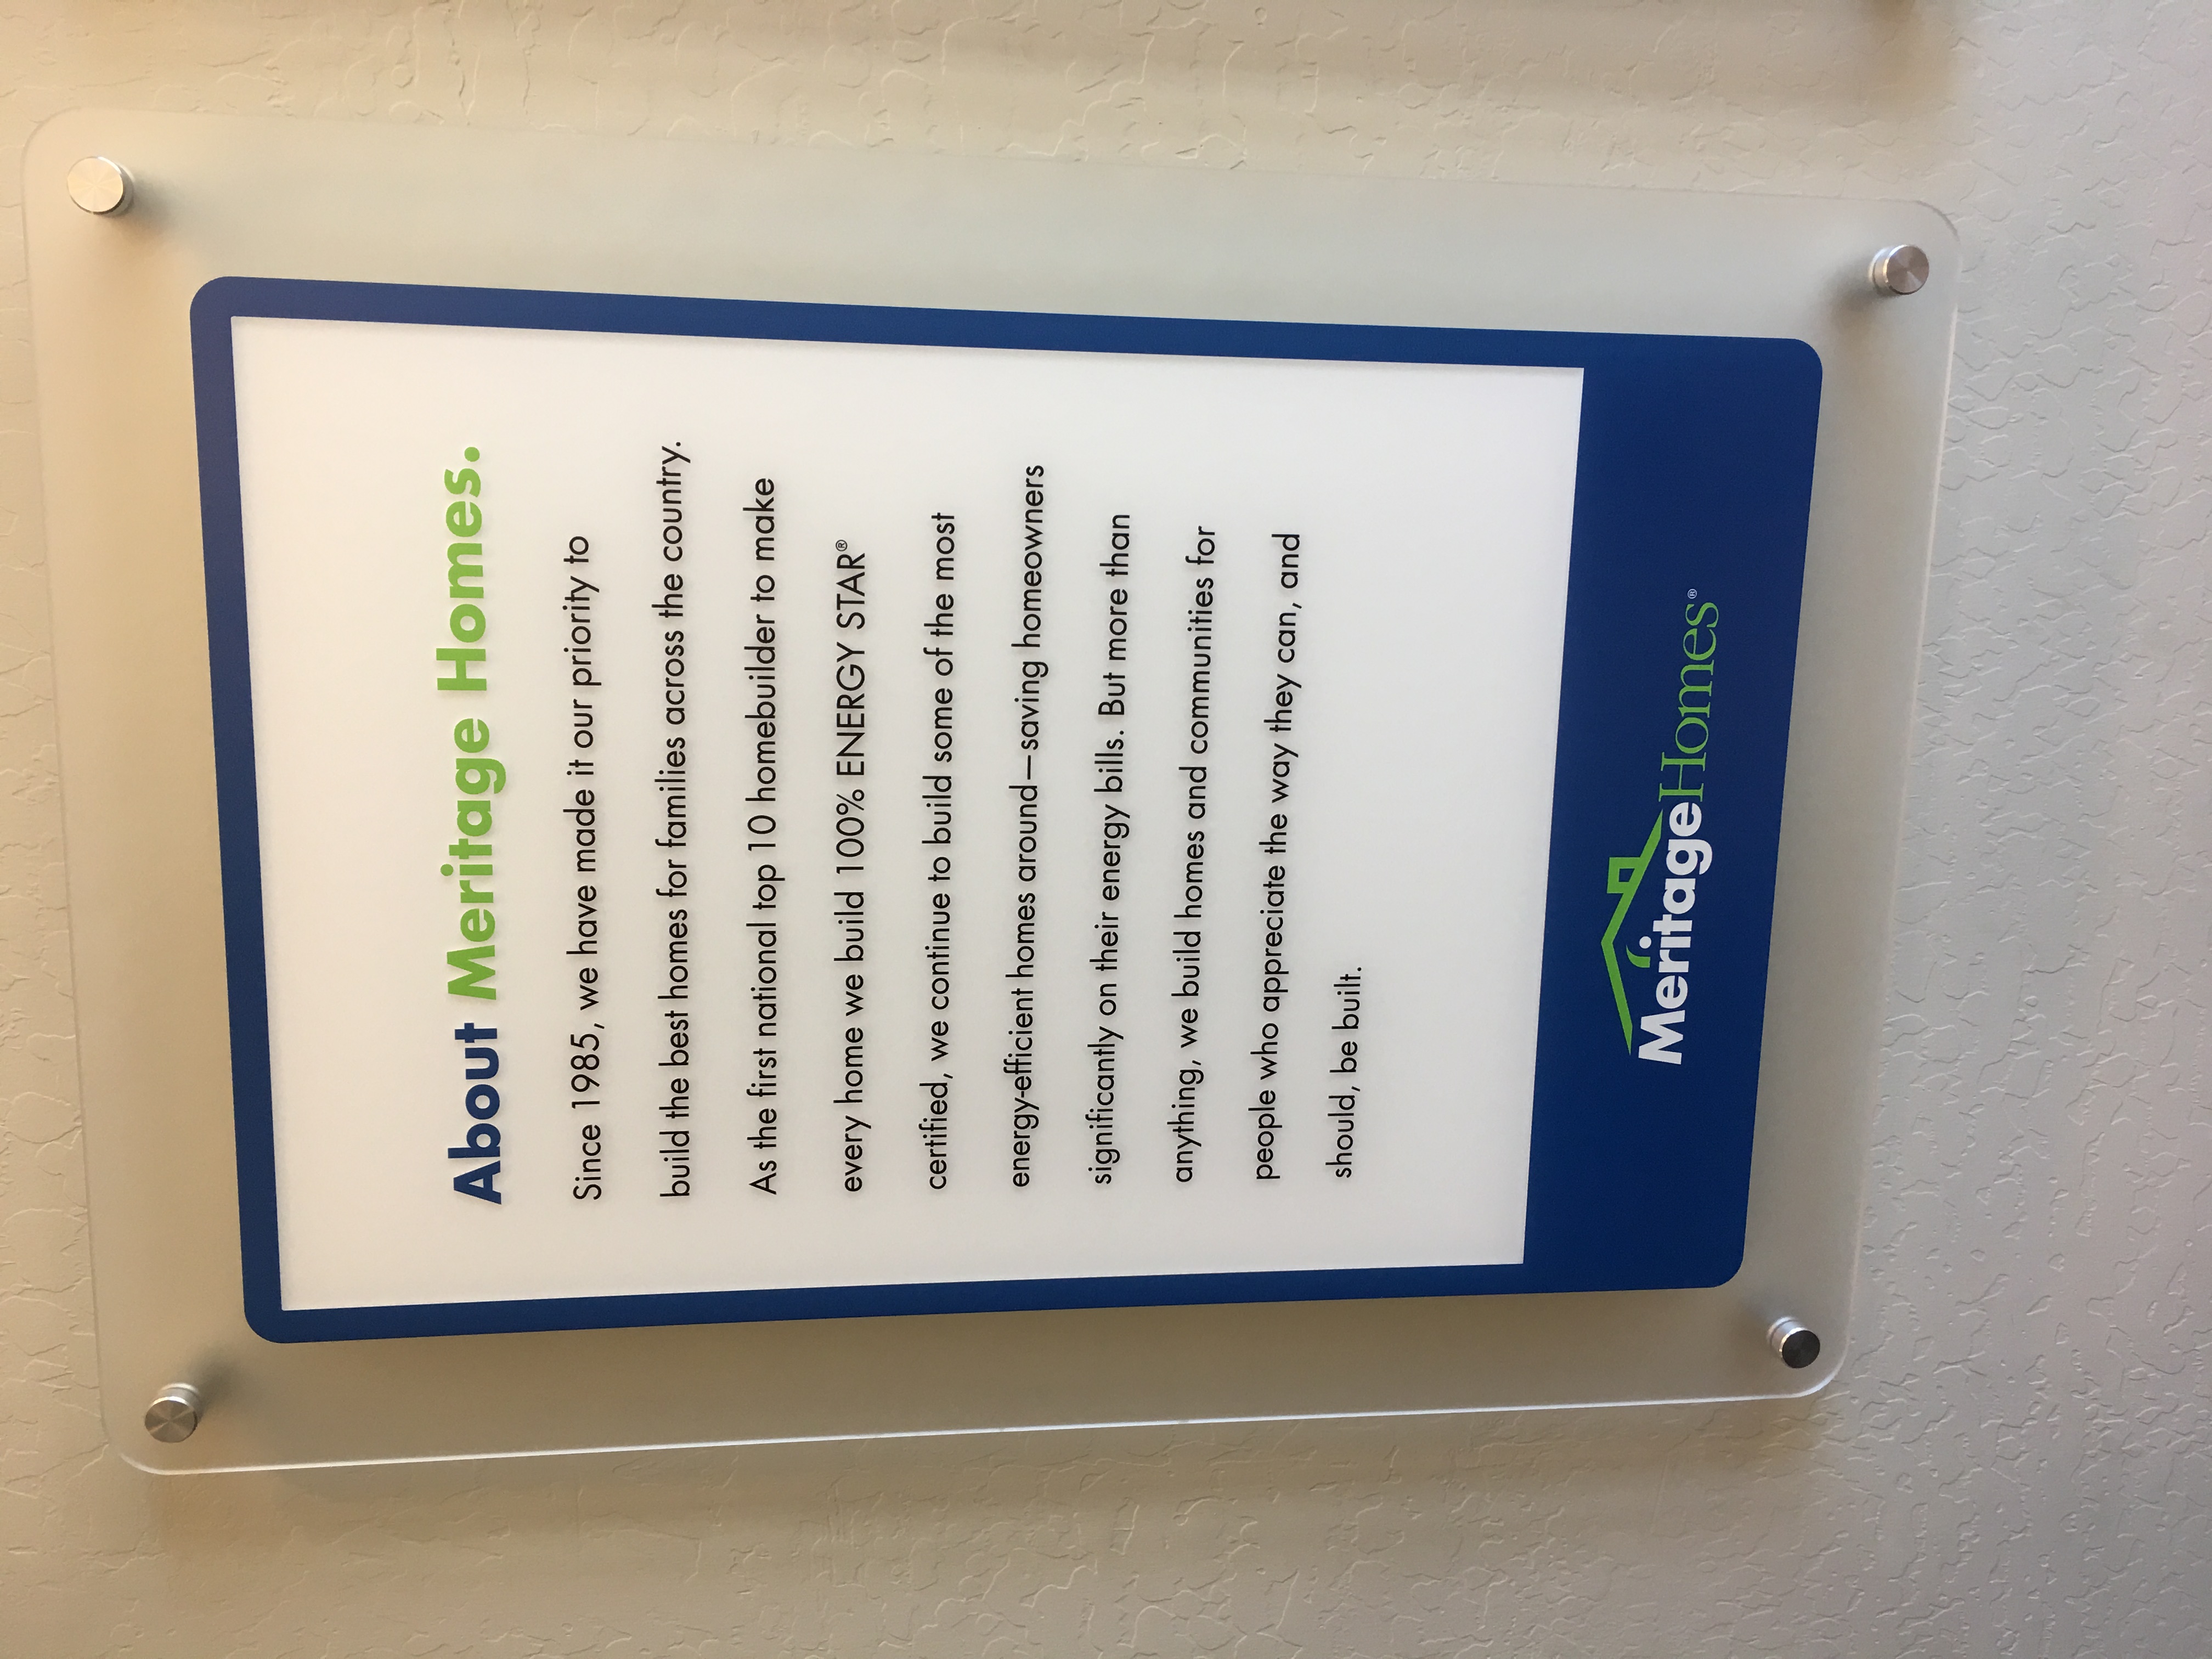 About Meritage Homes.
Since 1985, we have made it our priority to
build the best homes for families across the country.
As the first national top 10 homebuilder to make
every home we build 100% ENERGY STAR®
certified, we continue to build some of the most
energy-efficient homes around—saving homeowners
significantly on their energy bills. But more than
anything, we build homes and communities for
people who appreciate the way they can, and
should, be built.
MeritageHomes®